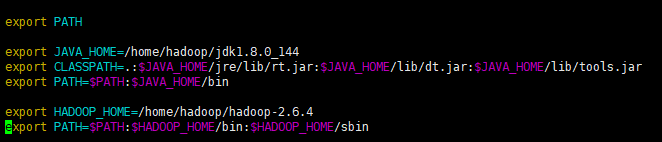 export PATH
export JAVA_HOME=/home/hadoop/jdk1.8.0_144
export CLASSPATH=.:$JAVA_HOME/jre/lib/rt.jar:$JAVA_HOME/lib/dt.jar:$JAVA_HOME/lib/tools.jar
export PATH=$PATH:$JAVA_HOME/bin
export HADOOP_HOME=/home/hadoop/hadoop-2.6.4
export PATH=$PATH:$HADOOP_HOME/bin:$HADOOP_HOME/sbin